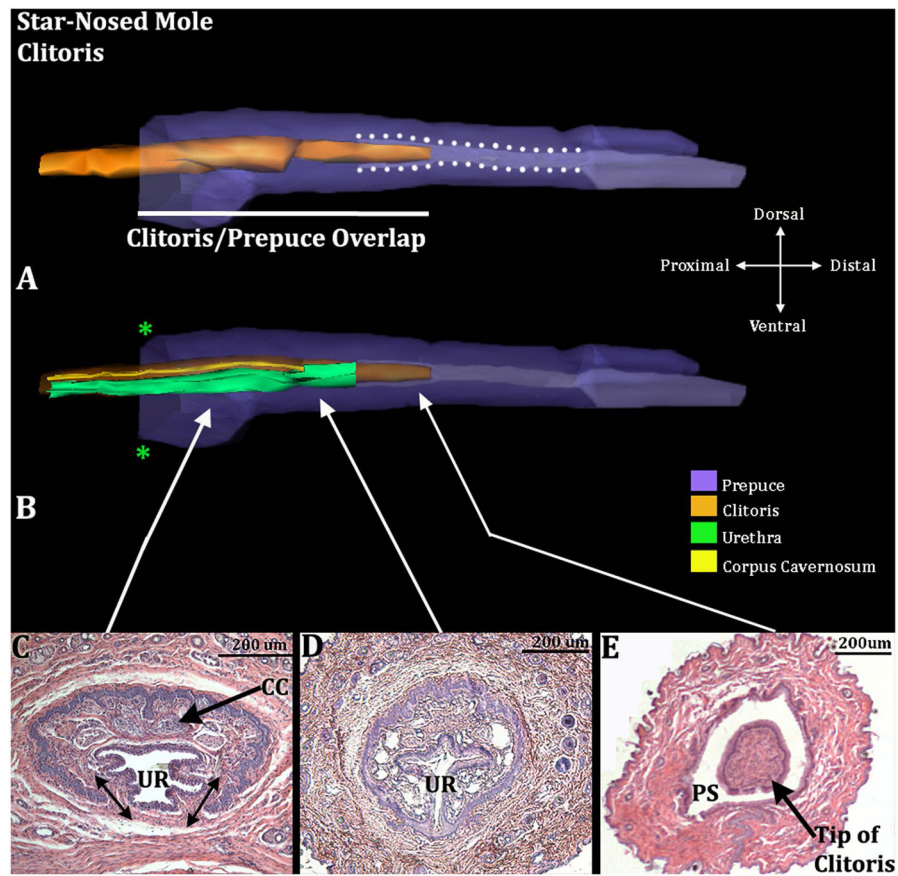 Star-Nosed Mole
Clitoris
Clitoris/Prepuce Overlap
A
Dorsal
Proximal
Distal
Ventral
*
*
B
Prepuce
Clitoris
Urethra
Corpus Cavernosum
C
200 um
CC
UR
D
200 um
UR
E
200um
PS
Tip of
Clitoris